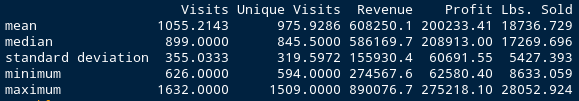 Visits Unique Visits Revenue Profit Lbs. Sold
mean 1055.2143 975.9286 608250.1 200233.41 18736.729
median 899.0000 845.5000 586169.7 208913.00 17269.696
standard deviation 355.0333 319.5972 155930.4 60691.55 5427.393
minimum 626.0000 594.0000 274567.6 62580.40 8633.059
maximum 1632.0000 1509.0000 890076.7 275218.10 28052.924